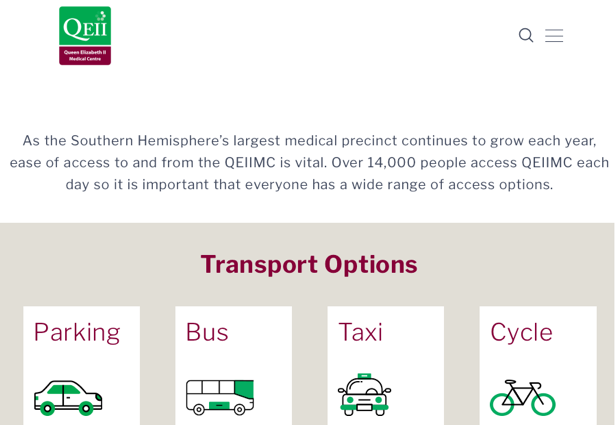 QEII
Queen Elizabeth II
Medical Centre
As the Southern Hemisphere's largest medical precinct continues to grow each year,
ease of access to and from the QEIIMC is vital. Over 14,000 people access QEIIMC each
day so it is important that everyone has a wide range of access options.
Transport Options
Parking
Bus
Taxi
Cycle